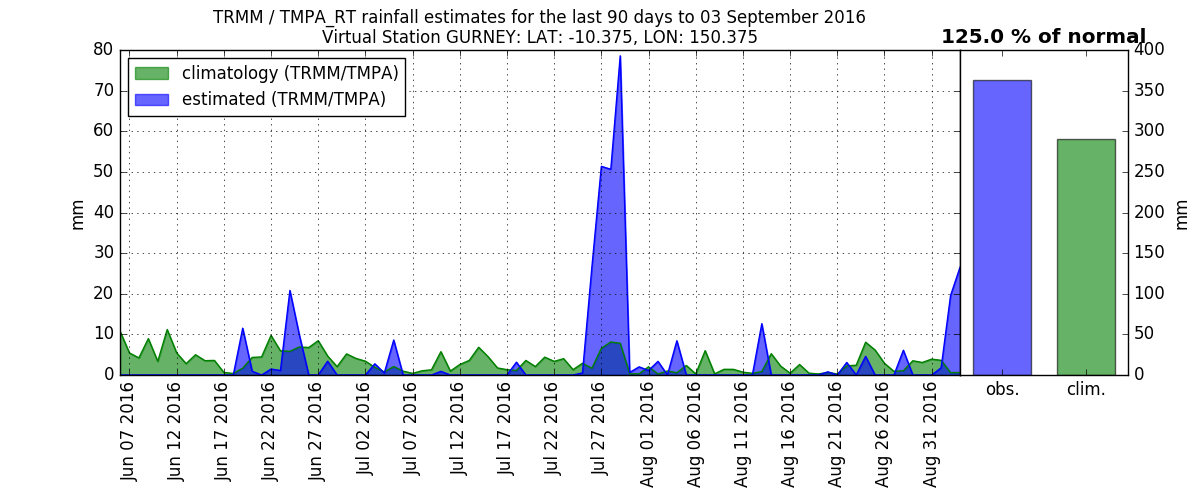 TRMM / TMPA_RT rainfall estimates for the last 90 days to 03 September 2016
Virtual Station GURNEY: LAT: -10.375, LON: 150.375
125.0 % of normal
climatology (TRMM/TMPA)
estimated (TRMM/TMPA)
mm
80
70
60
50
40
30
20
10
0
Jun 07 2016
Jun 12 2016
Jun 17 2016
Jun 22 2016
Jun 27 2016
Jul 02 2016
Jul 07 2016
Jul 12 2016
Jul 17 2016
Jul 22 2016
Jul 27 2016
Aug 01 2016
Aug 06 2016
Aug 11 2016
Aug 16 2016
Aug 21 2016
Aug 26 2016
Aug 31 2016
obs.
clim.
400
350
300
250
200
150
100
50
0
mm